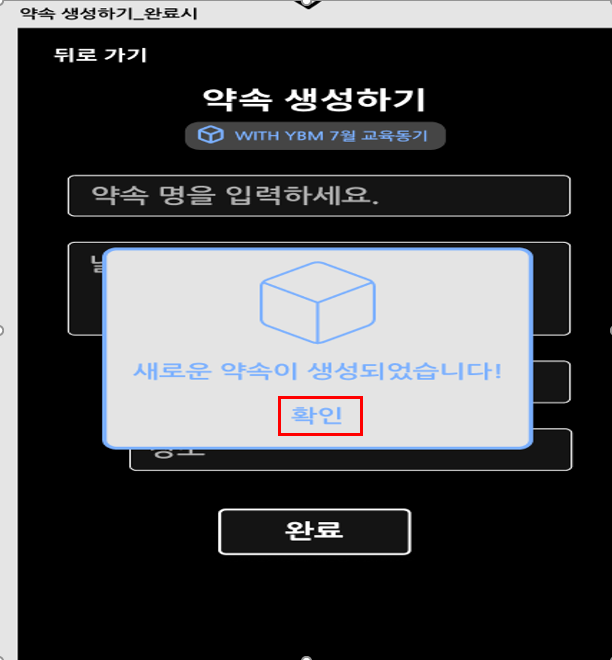 약속 생성하기_완료시
뒤로 가기
약속 생성하기
WITH YBM 7월 교육동기
약속 명을 입력하세요.
새로운 약속이 생성되었습니다!
확인
완료